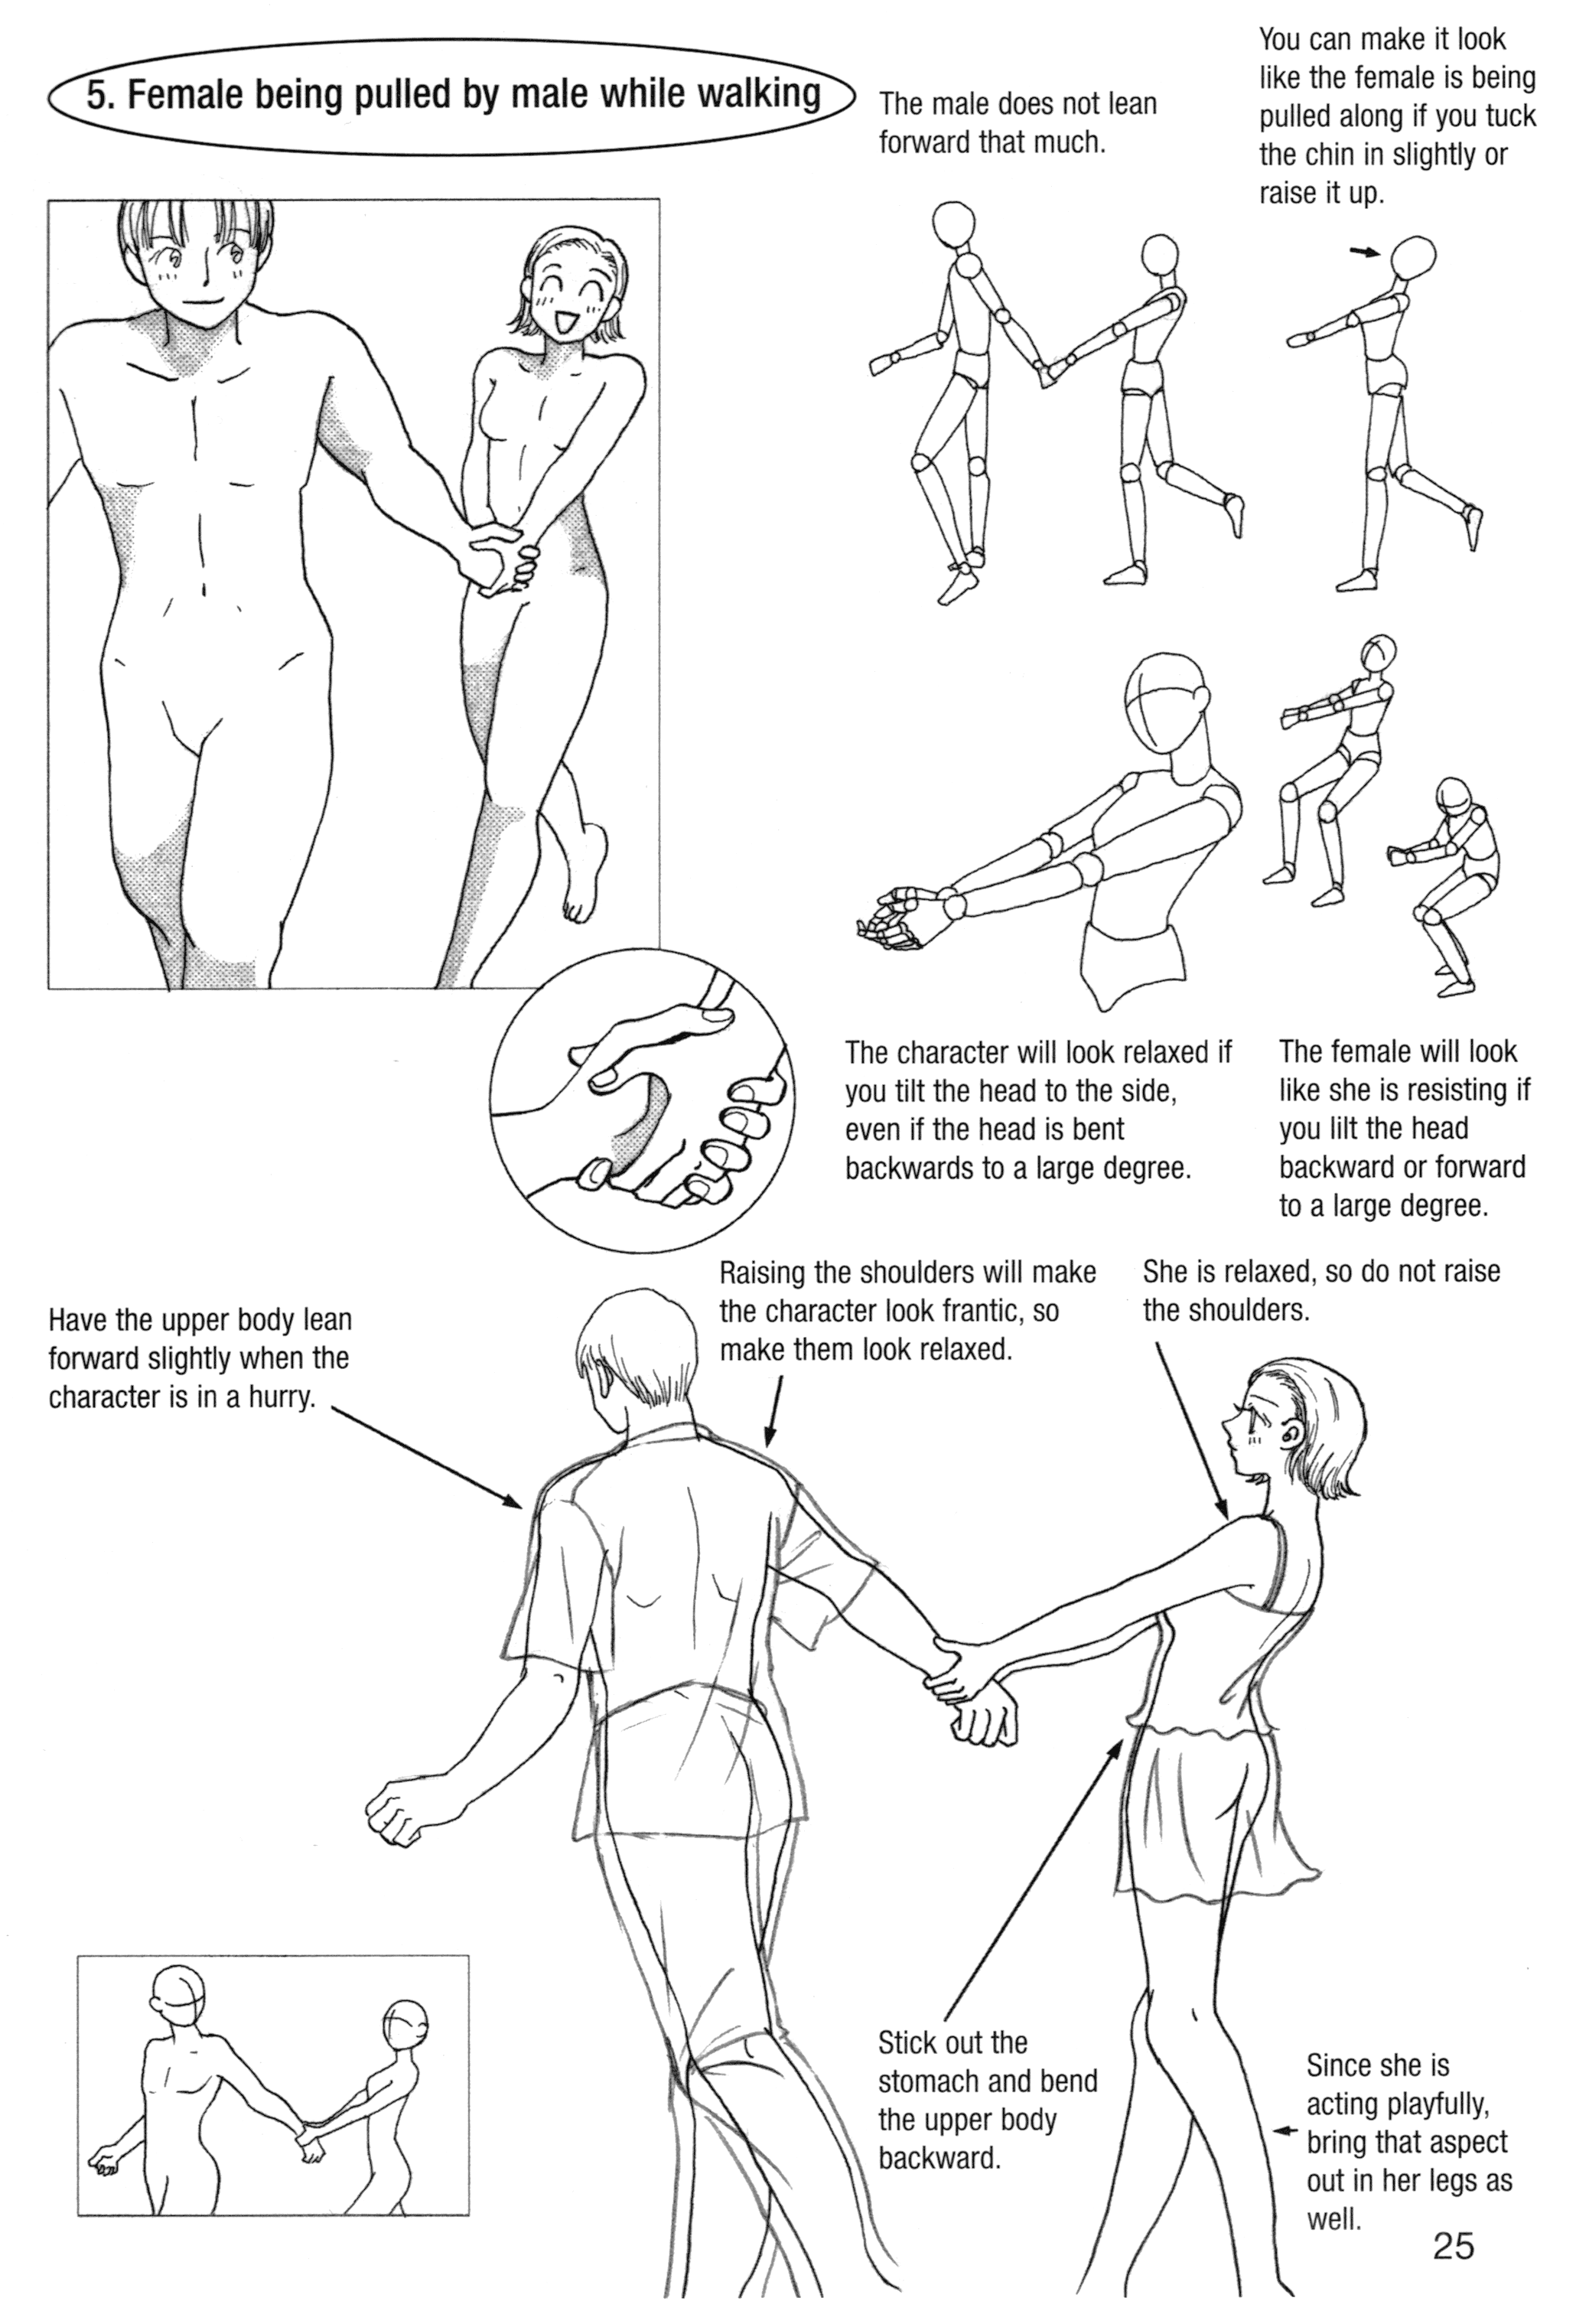 5. Female being pulled by male while walking
The male does not lean
forward that much.
You can make it look
like the female is being
pulled along if you tuck
the chin in slightly or
raise it up.
The character will look relaxed if
you tilt the head to the side,
even if the head is bent
backwards to a large degree.
The female will look
like she is resisting if
you lilt the head
backward or forward
to a large degree.
Have the upper body lean
forward slightly when the
character is in a hurry.
Raising the shoulders will make
the character look frantic, so
make them look relaxed.
She is relaxed, so do not raise
the shoulders.
Stick out the
stomach and bend
the upper body
backward.
Since she is
acting playfully,
bring that aspect
out in her legs as
well.
25